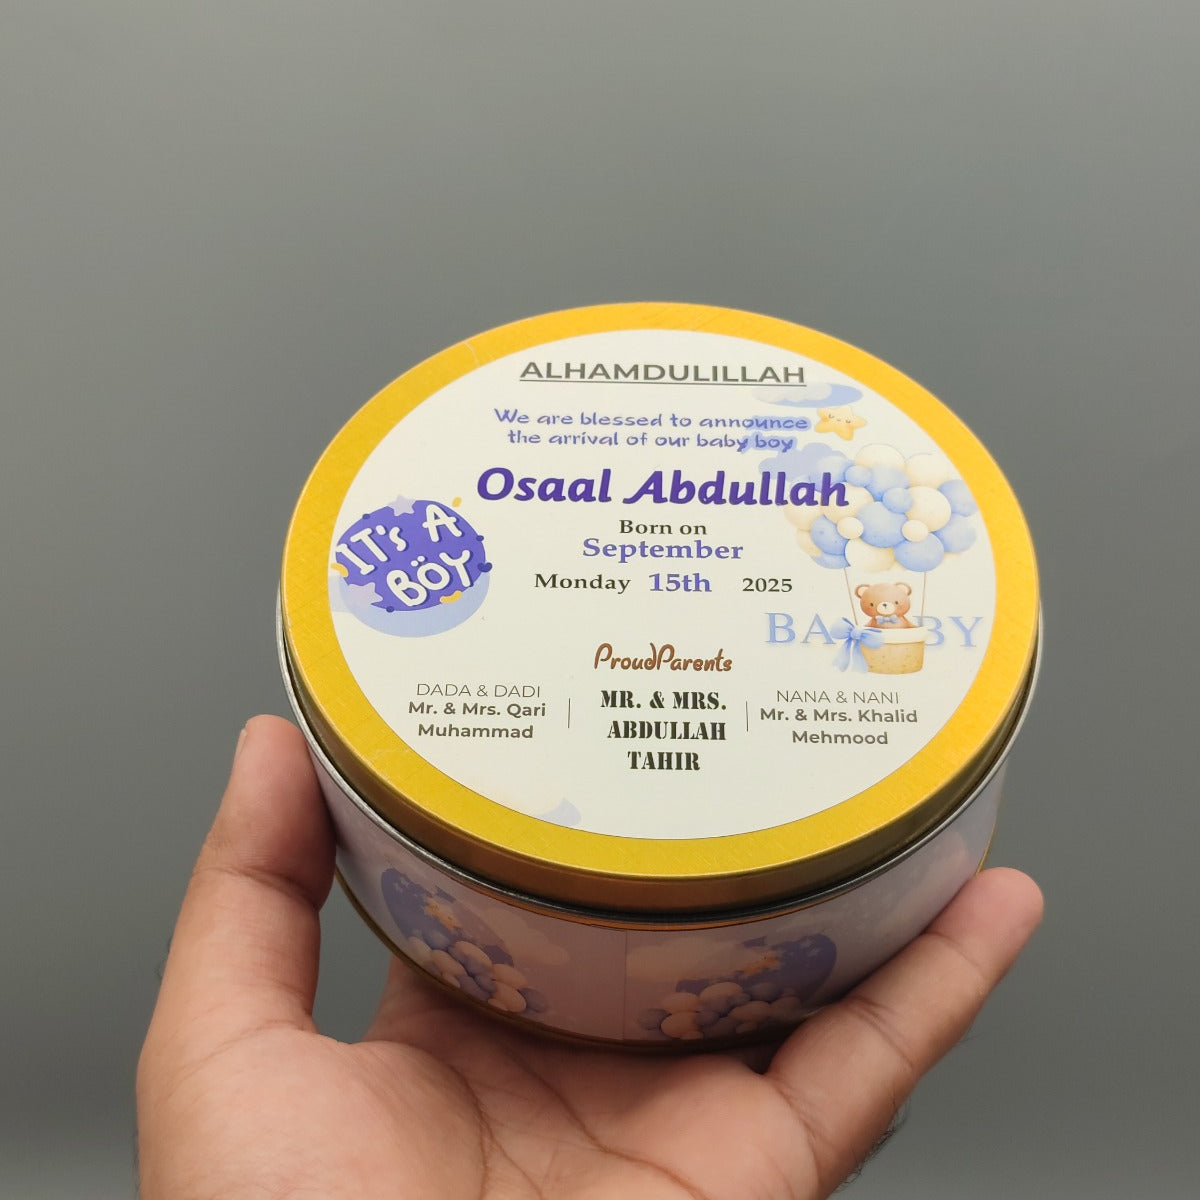 ALHAMDULILLAH
We are blessed to announce
the arrival of our baby boy
Osaal Abdullah
IT's A
BÖY
Born on
September
Monday 15th 2025
BABY
ProudParents
DADA & DADI
Mr. & Mrs. Qari
Muhammad
MR. & MRS.
ABDULLAH
TAHIR
NANA & NANI
Mr. & Mrs. Khalid
Mehmood